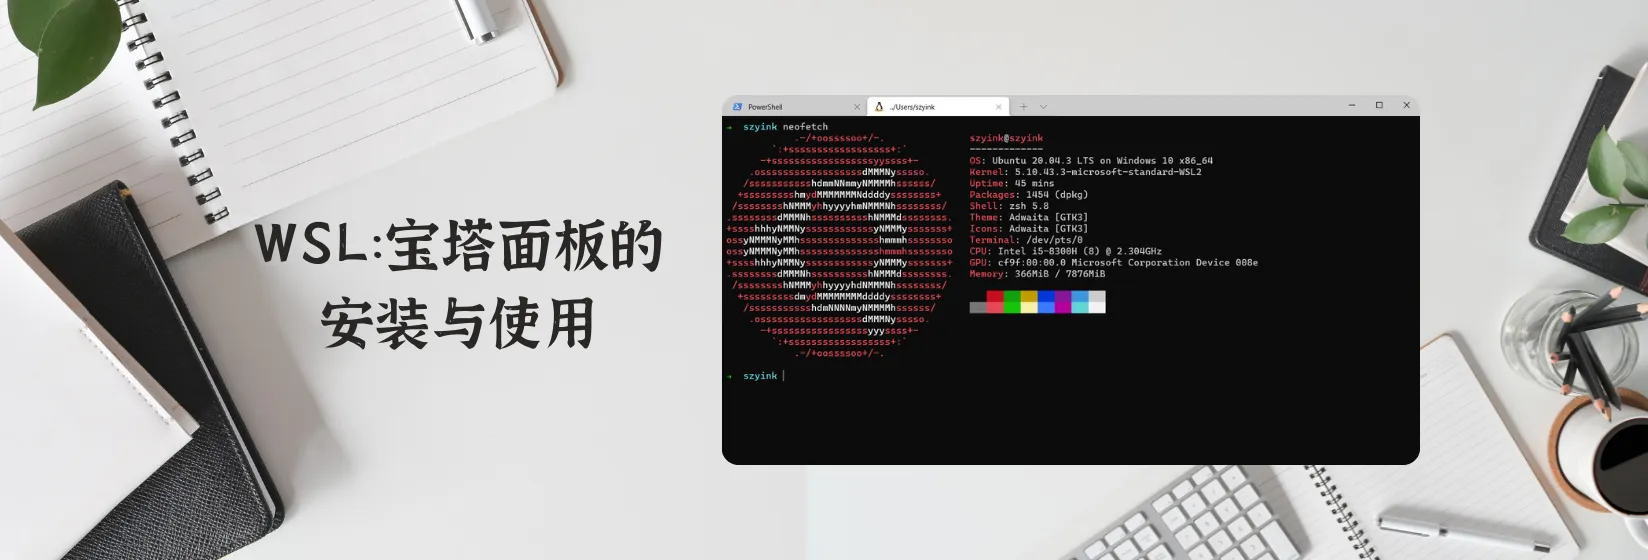 WSL:宝塔面板的
安装与使用
PowerShell
../Users/szyink
→ szyink neofetch
.-/+oossssoo+/-.
`:+ssssssssssssssssss+:`
-+ssssssssssssssssssyyssss+-
.ossssssssssssssssssdMMMNysssso.
/ssssssssssshdmmNNmmyNMMMMhssssss/
+ssssssssshmydMMMMMMMNddddyssssssss+
/sssssssshNMMMyhhyyyyhmNMMMNhssssssss/
.ssssssssdMMMNhsssssssssshNMMMdssssssss.
+sssshhhyNMMNyssssssssssssyNMMMysssssss+
ossyNMMMNyMMhsssssssssssssshmmmhssssssso
ossyNMMMNyMMhsssssssssssssshmmmhssssssso
+sssshhhyNMMNyssssssssssssyNMMMysssssss+
.ssssssssdMMMNhsssssssssshNMMMdssssssss.
/sssssssshNMMMyhhyyyyhdNMMMNhssssssss/
+sssssssssdmydMMMMMMMMddddyssssssss+
/ssssssssssshdmNNNNmyNMMMMhssssss/
.ossssssssssssssssssdMMMNysssso.
-+sssssssssssssssssyyyssss+-
`:+ssssssssssssssssss+:`
.-/+oossssoo+/-.
szyink@szyink
-------------
OS: Ubuntu 20.04.3 LTS on Windows 10 x86_64
Kernel: 5.10.43.3-microsoft-standard-WSL2
Uptime: 45 mins
Packages: 1454 (dpkg)
Shell: zsh 5.8
Theme: Adwaita [GTK3]
Icons: Adwaita [GTK3]
Terminal: /dev/pts/0
CPU: Intel i5-8300H (8) @ 2.304GHz
GPU: cf9f:00:00.0 Microsoft Corporation Device 008e
Memory: 366MiB / 7876MiB
→ szyink